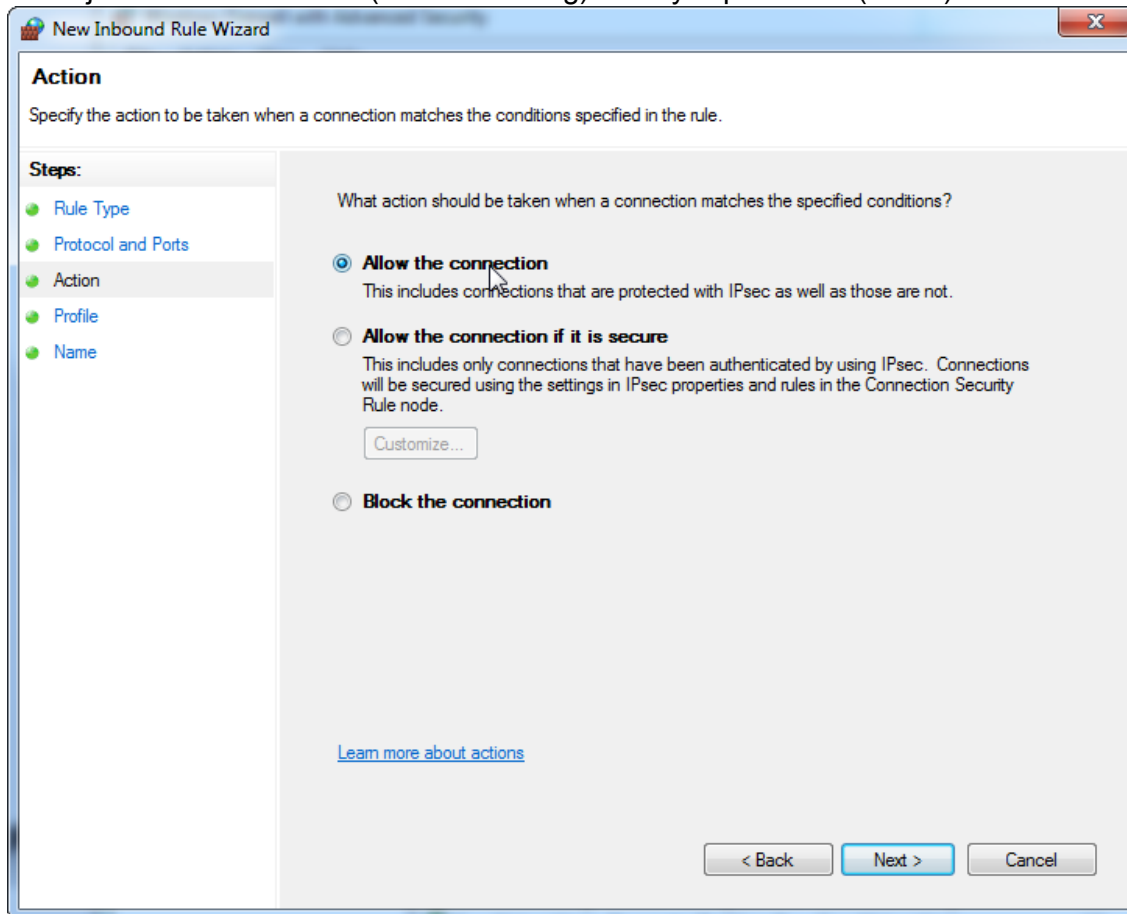 New Inbound Rule Wizard
with Advanced Security
Action
Specify the action to be taken when a connection matches the conditions specified in the rule.
Steps:
Rule Type
Protocol and Ports
Action
Profile
Name
What action should be taken when a connection matches the specified conditions?
Allow the connection
This includes connections that are protected with IPsec as well as those are not.
Allow the connection if it is secure
This includes only connections that have been authenticated by using IPsec. Connections
will be secured using the settings in IPsec properties and rules in the Connection Security
Rule node.
Customize...
Block the connection
Learn more about actions
< Back
Next >
Cancel